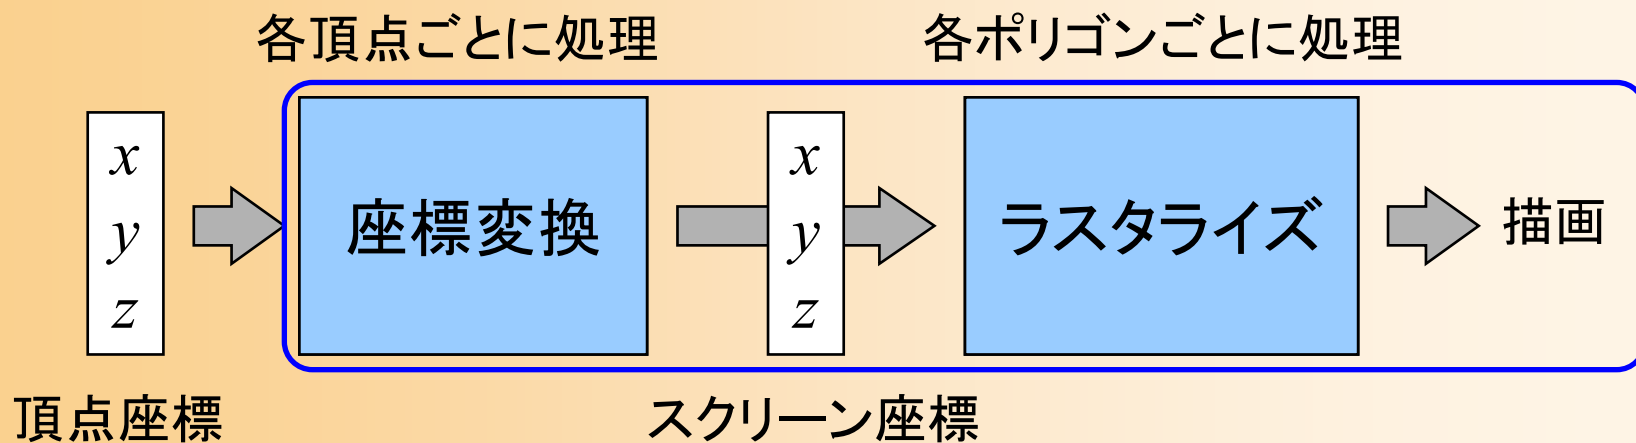 各頂点ごとに処理
各ポリゴンごとに処理
x
y
z
座標変換
x
y
z
ラスタライズ
描画
頂点座標
スクリーン座標